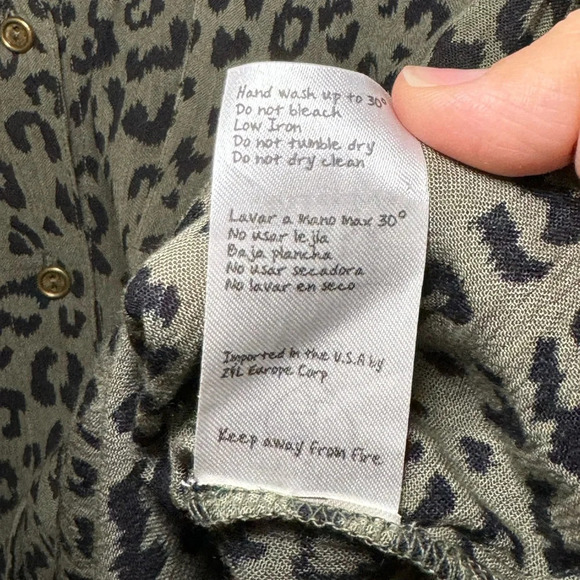 Hand wash up to 30°
Do not bleach
Low Iron
Do not tumble dry
Do not dry clean
Lavar a mano max 30°
No usar lejía
Baja plancha
No usar secadora
No lavar en seco
Imported in the U.S.A by
ZFL Europe Corp
Keep away from Fire